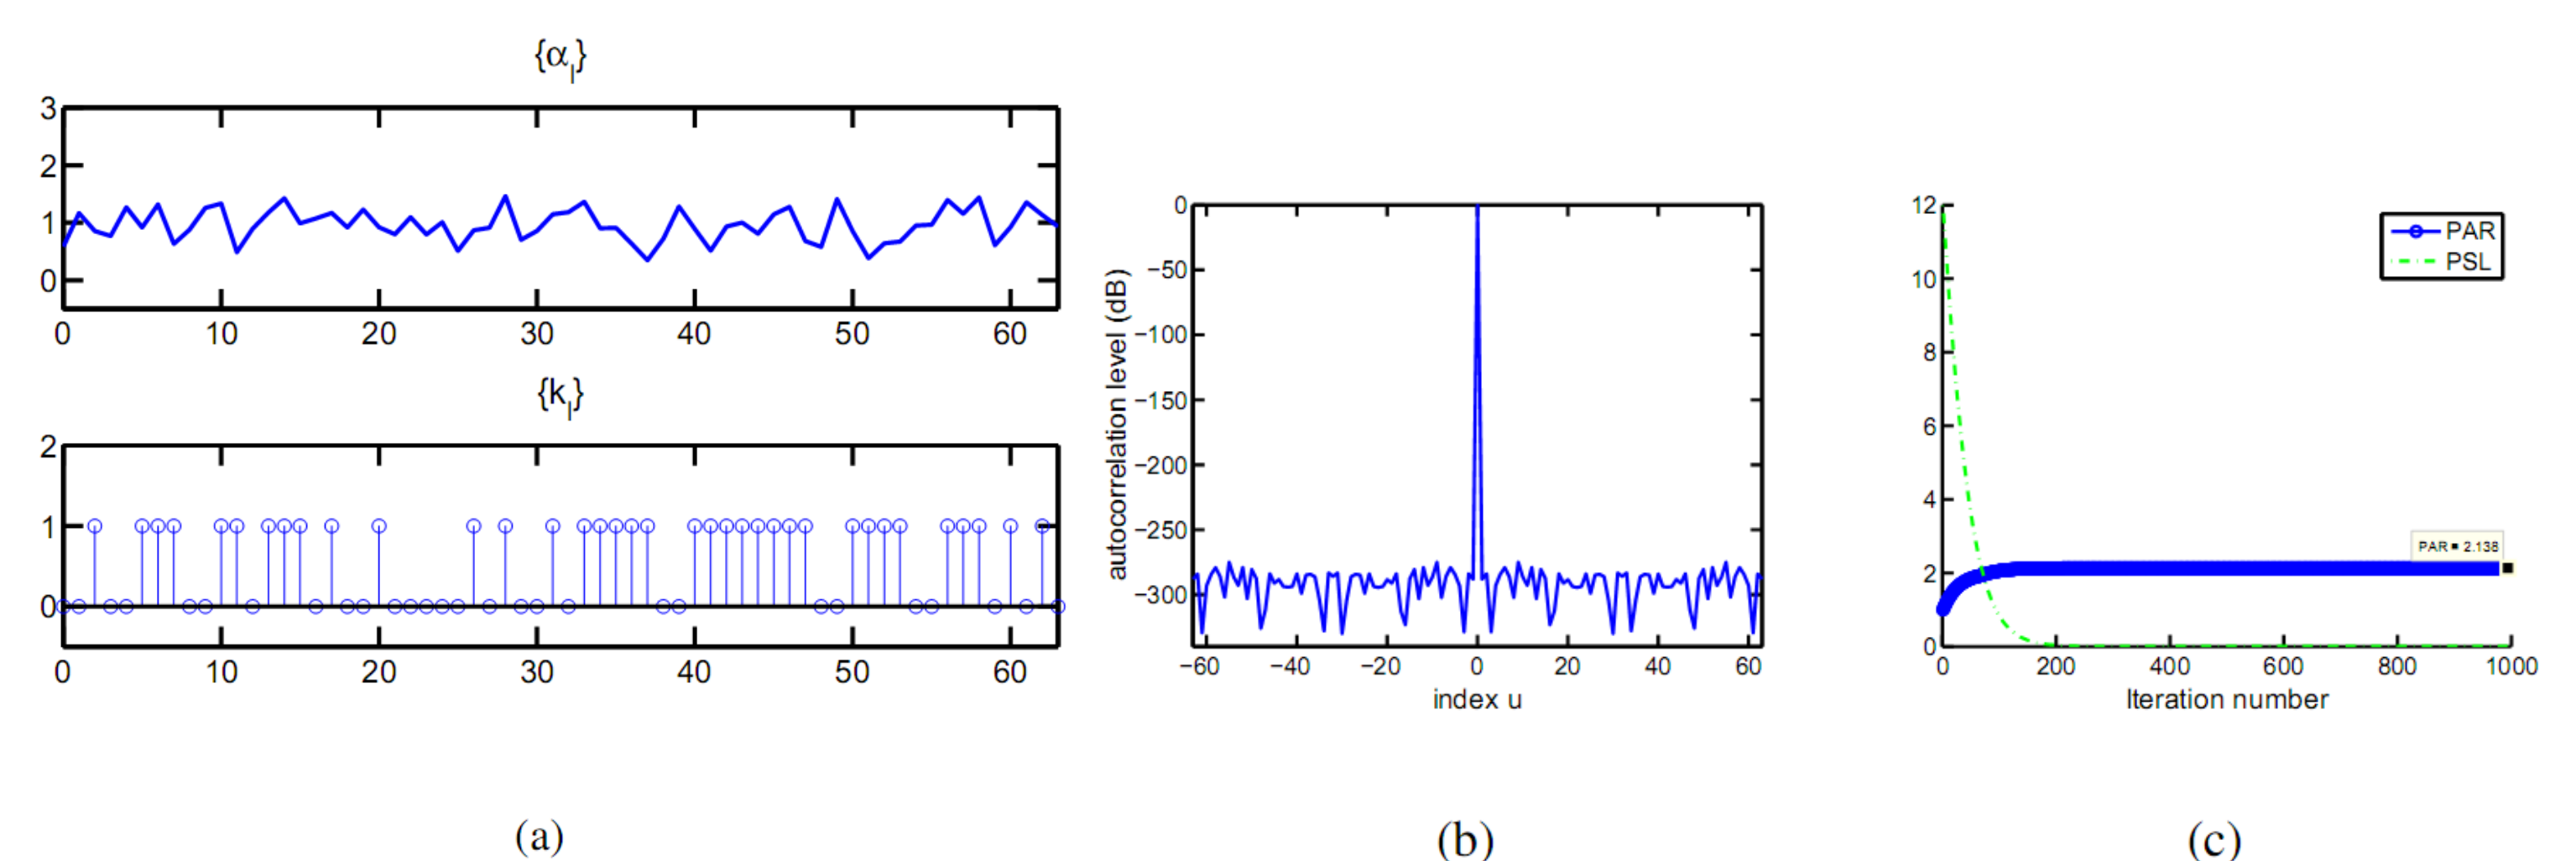 {α_l}
3
2
1
0
0 10 20 30 40 50 60
{k_l}
2
1
0
0 10 20 30 40 50 60
(a)
autocorrelation level (dB)
0
−50
−100
−150
−200
−250
−300
−60 −40 −20 0 20 40 60
index u
(b)
12
10
8
6
4
2
0
PAR
PSL
PAR = 2.138
0 200 400 600 800 1000
Iteration number
(c)